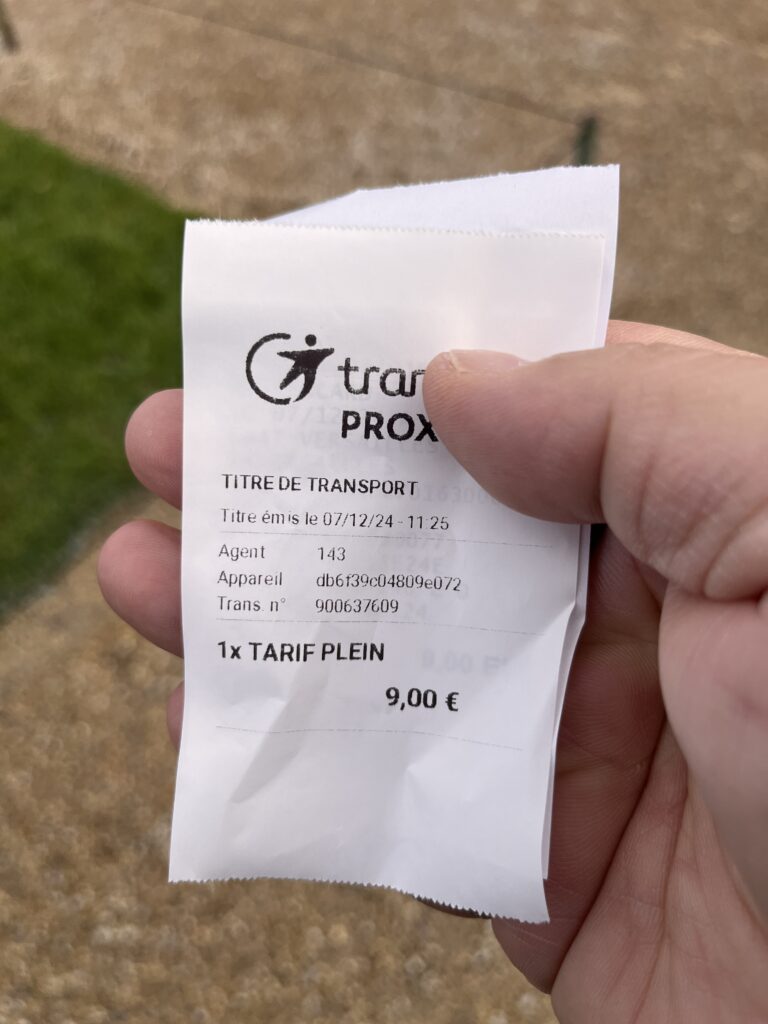 tran
PROX
TITRE DE TRANSPORT
Titre émis le 07/12/24 - 11:25
Agent 143
Appareil db6f39c04809e072
Trans. n° 900637609
1x TARIF PLEIN
9,00 €